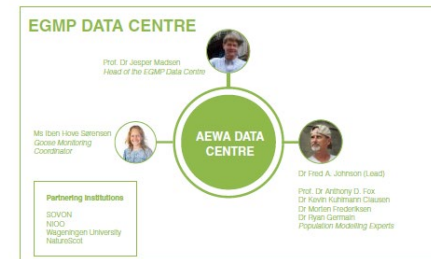 EGMP DATA CENTRE
Prof. Dr Jesper Madsen
Head of the EGMP Data Centre
Ms Iben Hove Sørensen
Goose Monitoring
Coordinator
AEWA DATA
CENTRE
Dr Fred A. Johnson (Lead)
Prof. Dr Anthony D. Fox
Dr Kevin Kuhlmann Clausen
Dr Morten Frederiksen
Dr Ryan Germain
Population Modelling Experts
Partnering Institutions
SOVON
NIOO
Wageningen University
NatureScot